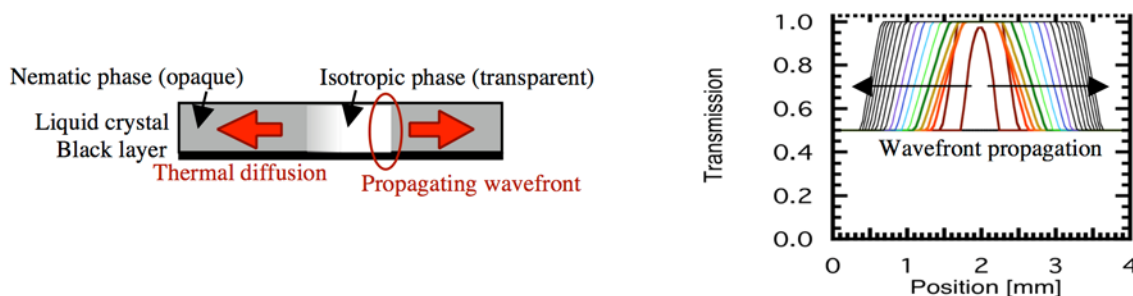 Nematic phase (opaque)
Isotropic phase (transparent)
Liquid crystal
Black layer
Thermal diffusion
Propagating wavefront
Transmission
1.0
0.8
0.6
0.4
0.2
0.0
Wavefront propagation
0 1 2 3 4
Position [mm]